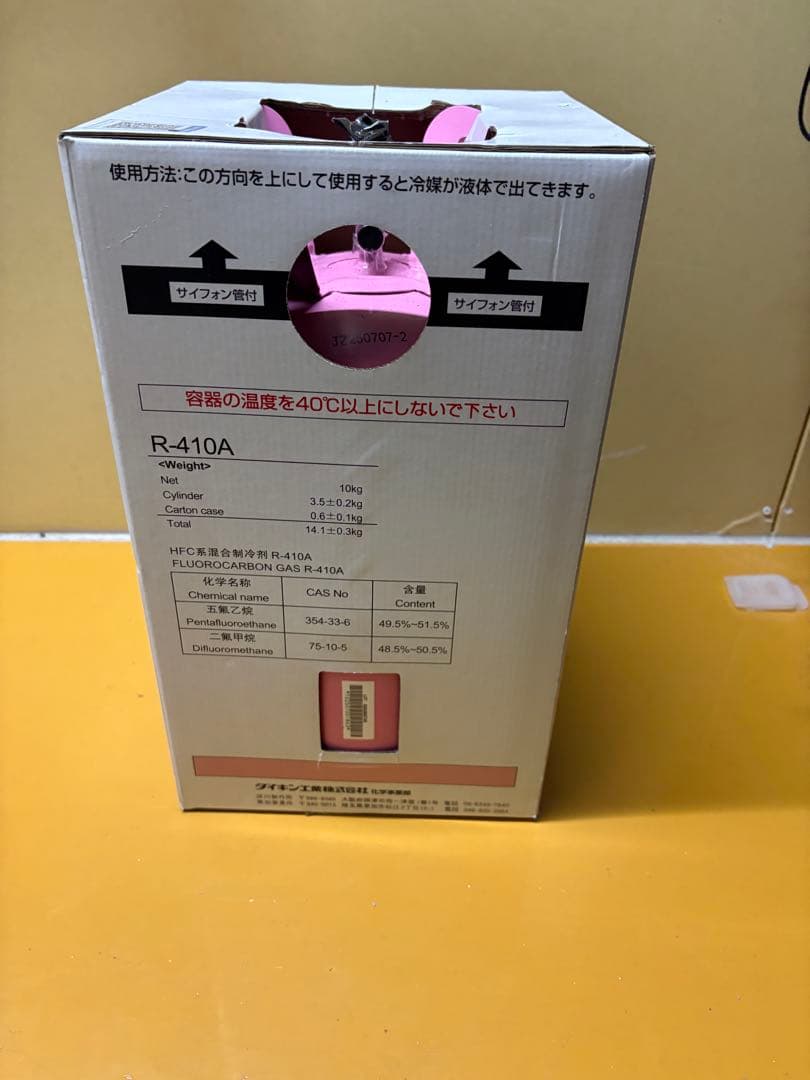 使用方法:この方向を上にして使用すると冷媒が液体で出てきます。
サイフォン管付
サイフォン管付
容器の温度を40℃以上にしないで下さい
R-410A
<Weight>
Net 10kg
Cylinder 3.5±0.2kg
Carton case 0.6±0.1kg
Total 14.1±0.3kg
HFC系混合制冷剂 R-410A
FLUOROCARBON GAS R-410A
化学名称 CAS No 含量
Chemical name Content
五氟乙烷 354-33-6 49.5%~51.5%
Pentafluoroethane
二氟甲烷 75-10-5 48.5%~50.5%
Difluoromethane
ダイキン工業株式会社 化学事業部